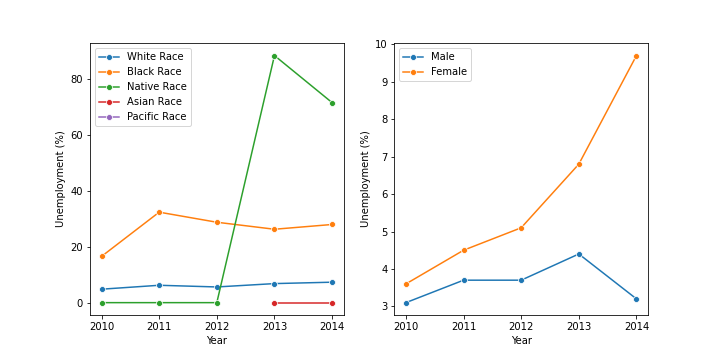 White Race
Black Race
Native Race
Asian Race
Pacific Race
80
60
40
20
0
Unemployment (%)
2010 2011 2012 2013 2014
Year
Male
Female
10
9
8
7
6
5
4
3
Unemployment (%)
2010 2011 2012 2013 2014
Year